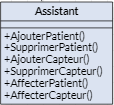 Assistant
+AjouterPatient()
+SupprimerPatient()
+AjouterCapteur()
+SupprimerCapteur()
+AffecterPatient()
+AffecterCapteur()